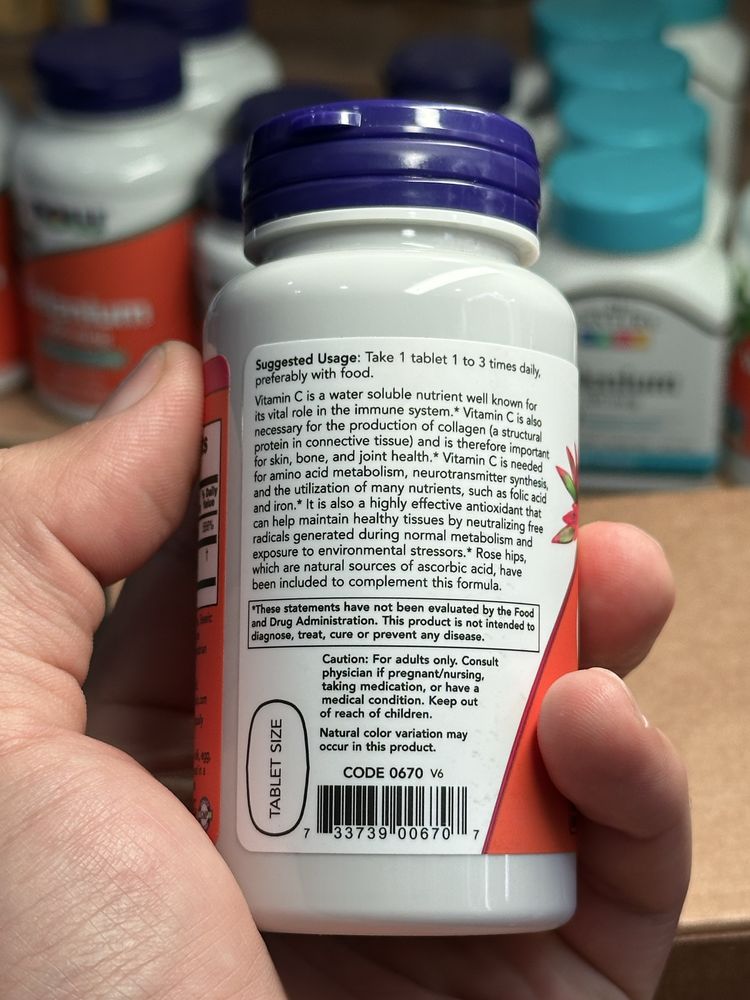 Suggested Usage: Take 1 tablet 1 to 3 times daily,
preferably with food.
Vitamin C is a water soluble nutrient well known for
its vital role in the immune system.* Vitamin C is also
necessary for the production of collagen (a structural
protein in connective tissue) and is therefore important
for skin, bone, and joint health.* Vitamin C is needed
for amino acid metabolism, neurotransmitter synthesis,
and the utilization of many nutrients, such as folic acid
and iron.* It is also a highly effective antioxidant that
can help maintain healthy tissues by neutralizing free
radicals generated during normal metabolism and
exposure to environmental stressors.* Rose hips,
which are natural sources of ascorbic acid, have
been included to complement this formula.
*These statements have not been evaluated by the Food
and Drug Administration. This product is not intended to
diagnose, treat, cure or prevent any disease.
Caution: For adults only. Consult
physician if pregnant/nursing,
taking medication, or have a
medical condition. Keep out
of reach of children.
Natural color variation may
occur in this product.
TABLET SIZE
CODE 0670 V6
7 33739 00670 7
% Daily
Value
NOW